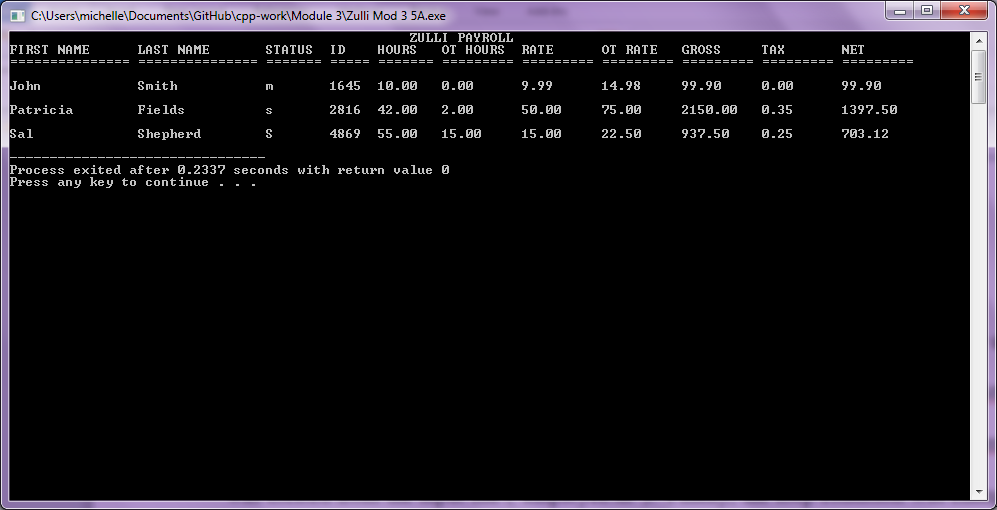 C:\Users\michelle\Documents\GitHub\cpp-work\Module 3\Zulli Mod 3 5A.exe
ZULLI PAYROLL
FIRST NAME LAST NAME STATUS ID HOURS OT HOURS RATE OT RATE GROSS TAX NET
=============== =============== ====== ===== ======= ========= ========= ========= ========= ========= =========
John Smith m 1645 10.00 0.00 9.99 14.98 99.90 0.00 99.90
Patricia Fields s 2816 42.00 2.00 50.00 75.00 2150.00 0.35 1397.50
Sal Shepherd S 4869 55.00 15.00 15.00 22.50 937.50 0.25 703.12
--------------------------------
Process exited after 0.2337 seconds with return value 0
Press any key to continue . . .